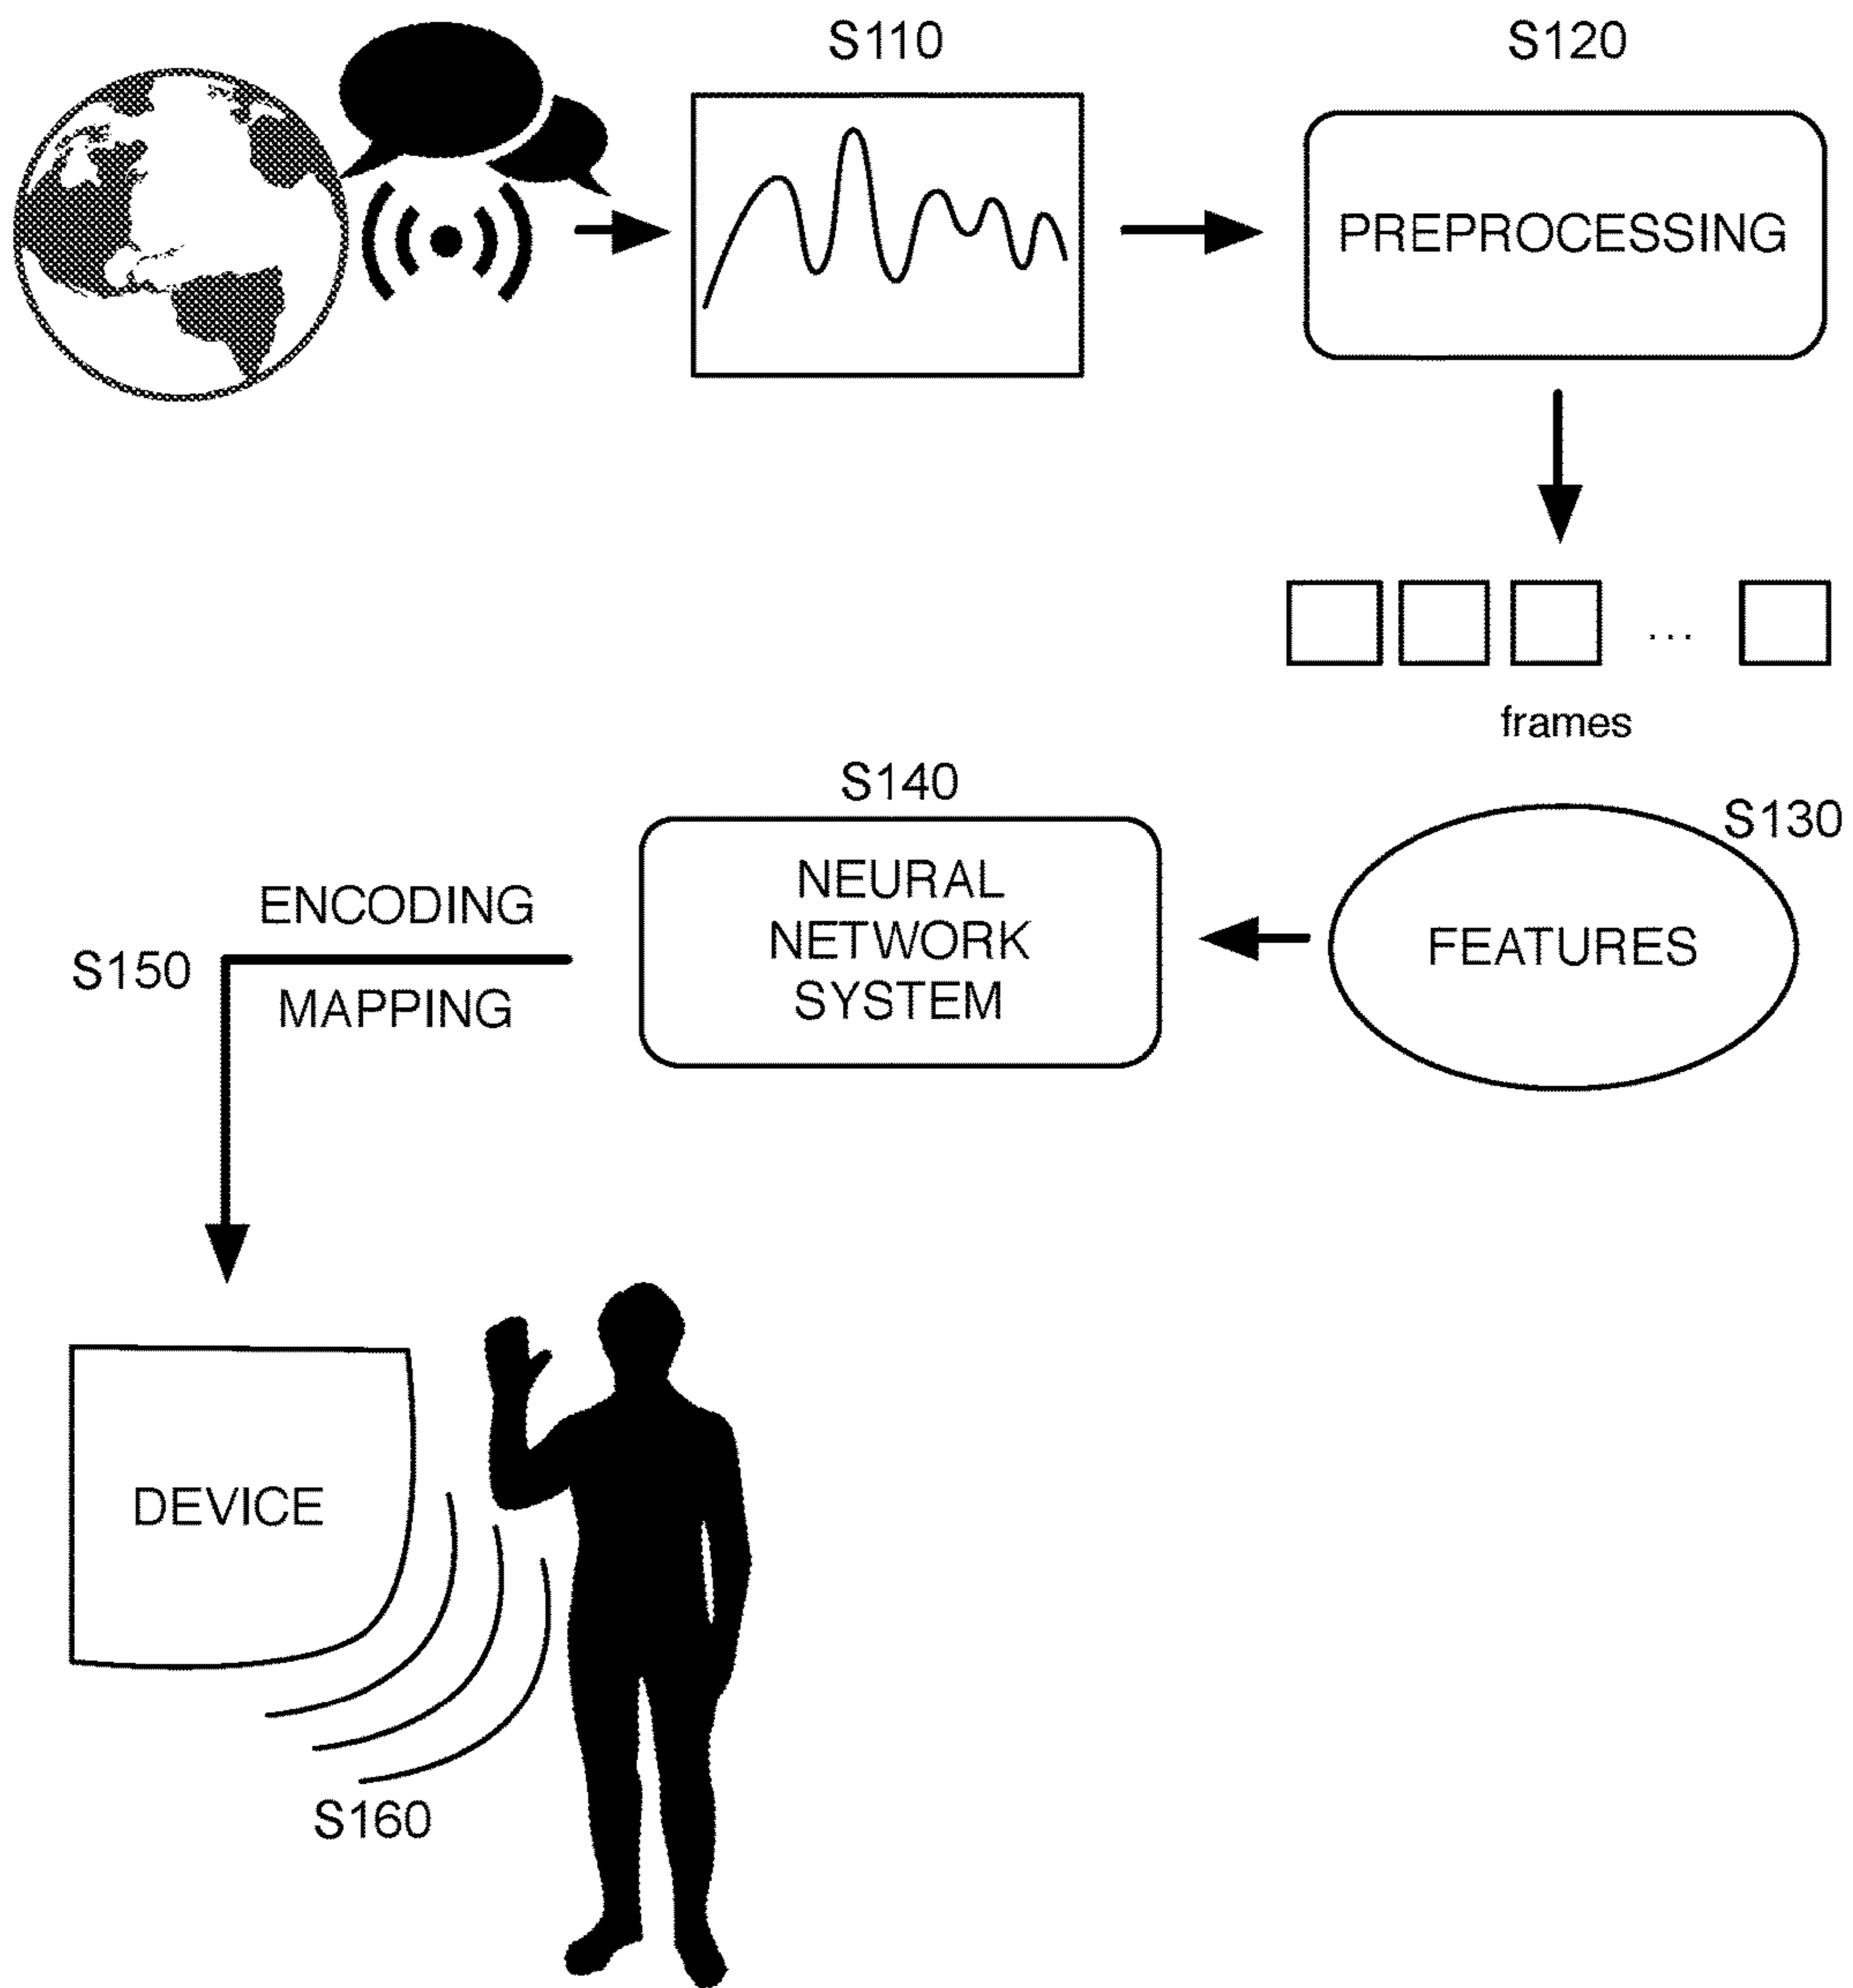 S110
S120
PREPROCESSING
...
frames
S130
FEATURES
S140
NEURAL
NETWORK
SYSTEM
ENCODING
S150
MAPPING
DEVICE
S160